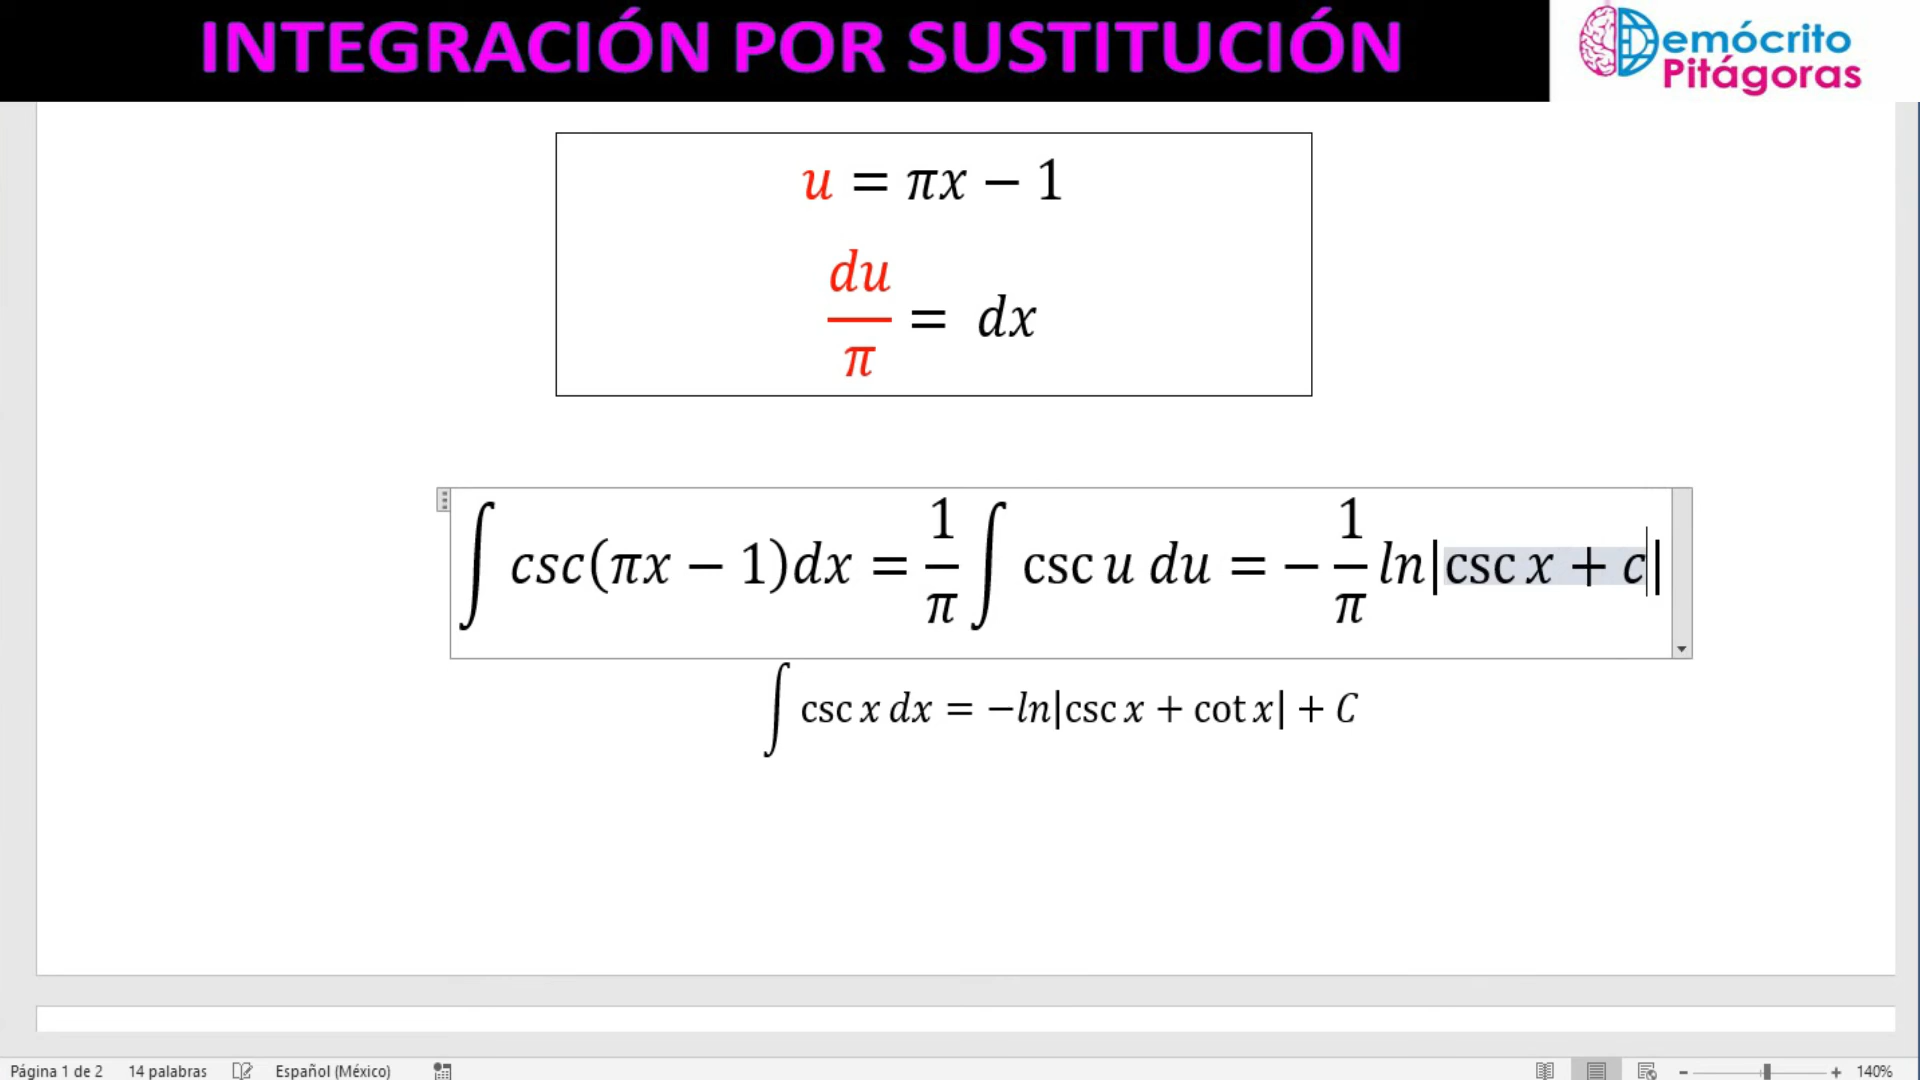 INTEGRACIÓN POR SUSTITUCIÓN
Demócrito
Pitágoras
u = πx − 1
du/π = dx
∫ csc(πx − 1)dx = 1/π ∫ csc u du = − 1/π ln|csc x + c|
∫ csc x dx = −ln|csc x + cot x| + C
Página 1 de 2 14 palabras Español (México) 140%